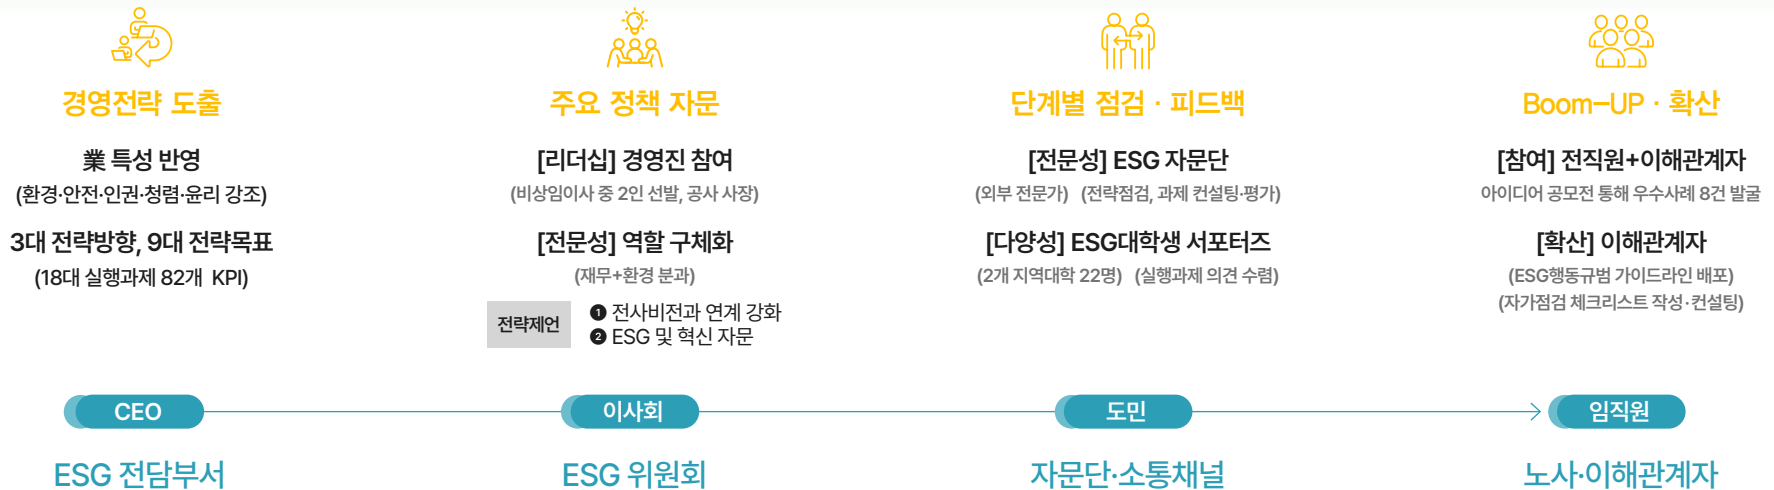 경영전략 도출
業 특성 반영
(환경·안전·인권·청렴·윤리 강조)
3대 전략방향, 9대 전략목표
(18대 실행과제 82개 KPI)
CEO
ESG 전담부서
주요 정책 자문
[리더십] 경영진 참여
(비상임이사 중 2인 선발, 공사 사장)
[전문성] 역할 구체화
(재무+환경 분과)
전략제언
❶ 전사비전과 연계 강화
❷ ESG 및 혁신 자문
이사회
ESG 위원회
단계별 점검 · 피드백
[전문성] ESG 자문단
(외부 전문가) (전략점검, 과제 컨설팅·평가)
[다양성] ESG대학생 서포터즈
(2개 지역대학 22명) (실행과제 의견 수렴)
도민
자문단·소통채널
Boom-UP · 확산
[참여] 전직원+이해관계자
아이디어 공모전 통해 우수사례 8건 발굴
[확산] 이해관계자
(ESG행동규범 가이드라인 배포)
(자가점검 체크리스트 작성·컨설팅)
임직원
노사·이해관계자